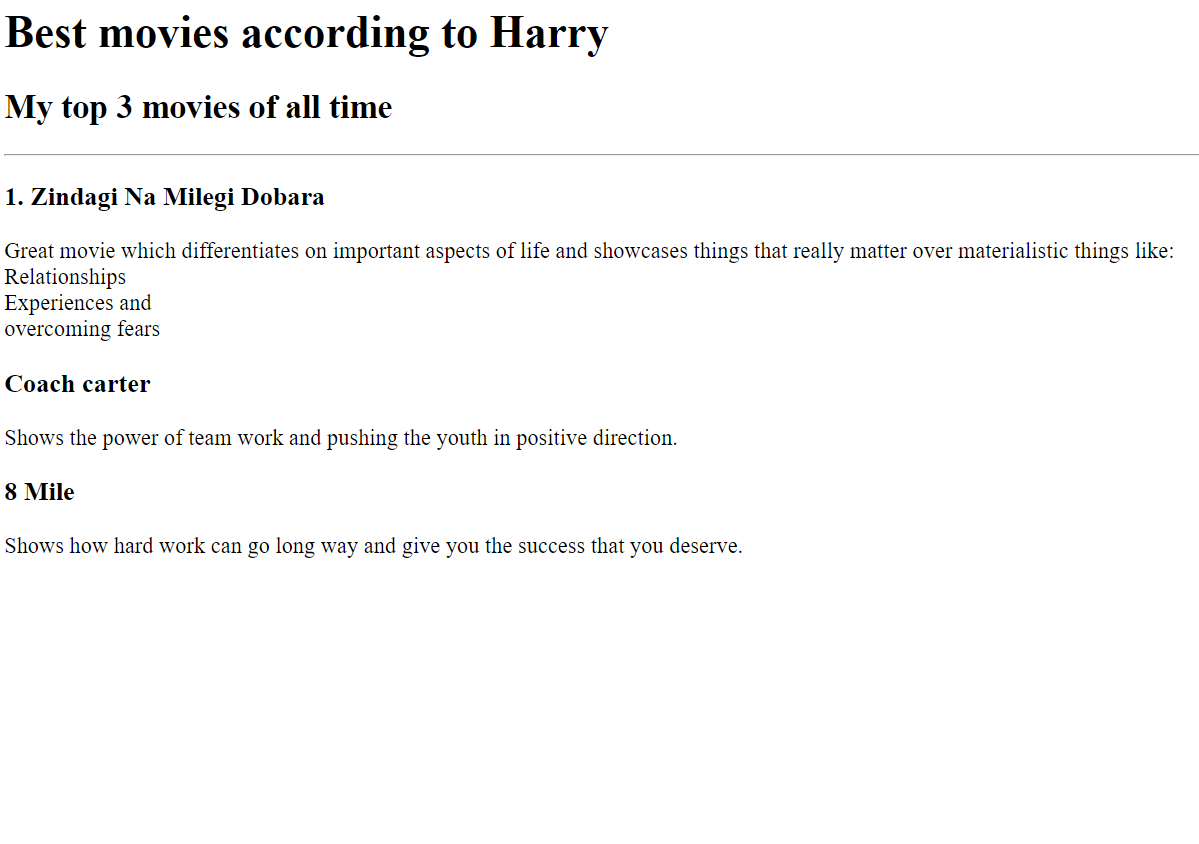 Best movies according to Harry
My top 3 movies of all time
1. Zindagi Na Milegi Dobara
Great movie which differentiates on important aspects of life and showcases things that really matter over materialistic things like:
Relationships
Experiences and
overcoming fears
Coach carter
Shows the power of team work and pushing the youth in positive direction.
8 Mile
Shows how hard work can go long way and give you the success that you deserve.